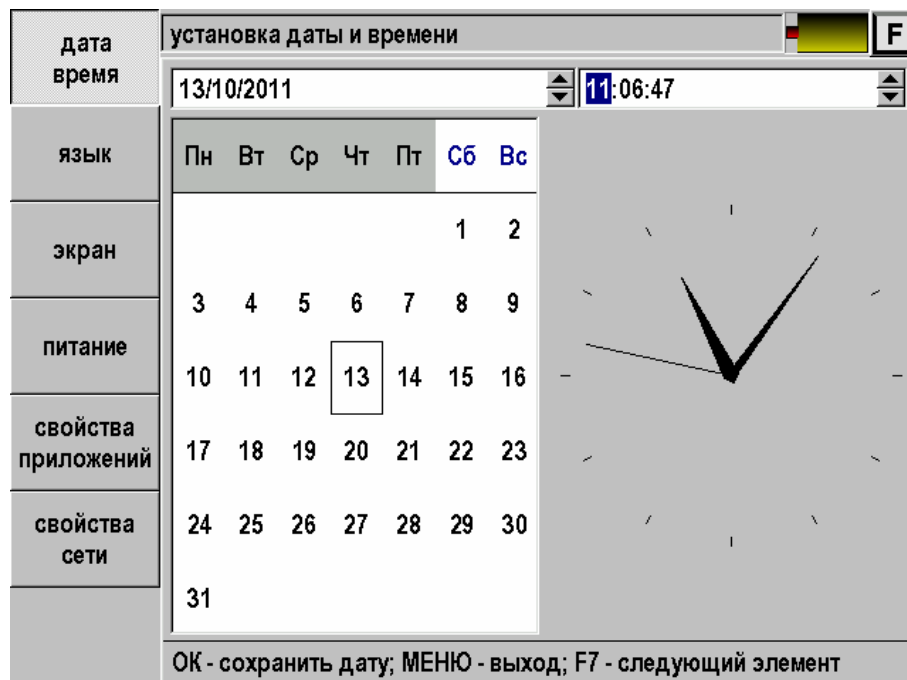 дата
время
язык
экран
питание
свойства
приложений
свойства
сети
установка даты и времени
F
13/10/2011
11:06:47
Пн Вт Ср Чт Пт Сб Вс
1 2
3 4 5 6 7 8 9
10 11 12 13 14 15 16
17 18 19 20 21 22 23
24 25 26 27 28 29 30
31
ОК - сохранить дату; МЕНЮ - выход; F7 - следующий элемент